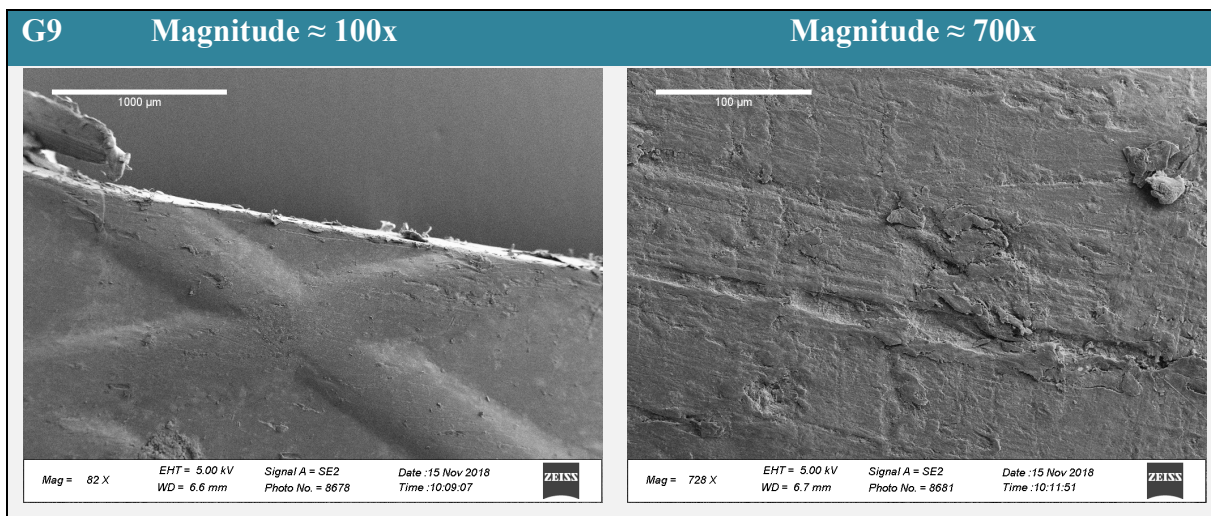 G9 Magnitude ≈ 100x Magnitude ≈ 700x
1000 µm
Mag = 82 X
EHT = 5.00 kV
WD = 6.6 mm
Signal A = SE2
Photo No. = 8678
Date :15 Nov 2018
Time :10:09:07
ZEISS
100 µm
Mag = 728 X
EHT = 5.00 kV
WD = 6.7 mm
Signal A = SE2
Photo No. = 8681
Date :15 Nov 2018
Time :10:11:51
ZEISS